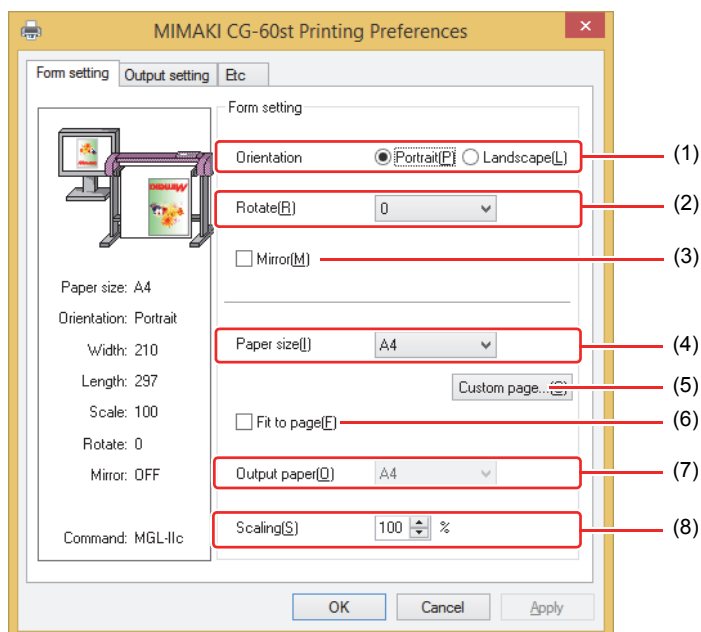 MIMAKI CG-60st Printing Preferences
Form setting Output setting Etc
Form setting
Orientation Portrait(P) Landscape(L) (1)
Rotate(R) 0 (2)
Mirror(M) (3)
Paper size: A4
Orientation: Portrait
Width: 210
Length: 297
Scale: 100
Rotate: 0
Mirror: OFF
Command: MGL-IIc
Paper size(I) A4 (4)
Custom page...(C) (5)
Fit to page(F) (6)
Output paper(O) A4 (7)
Scaling(S) 100 % (8)
OK Cancel Apply